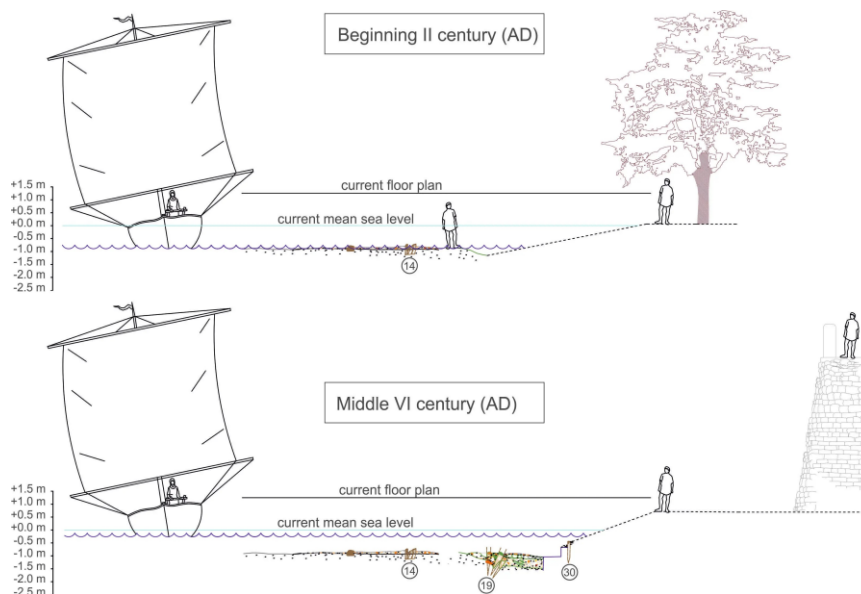 Beginning II century (AD)
current floor plan
current mean sea level
+1.5 m
+1.0 m
+0.5 m
+0.0 m
-0.5 m
-1.0 m
-1.5 m
-2.0 m
-2.5 m
14
Middle VI century (AD)
current floor plan
current mean sea level
+1.5 m
+1.0 m
+0.5 m
+0.0 m
-0.5 m
-1.0 m
-1.5 m
-2.0 m
-2.5 m
14
19
30